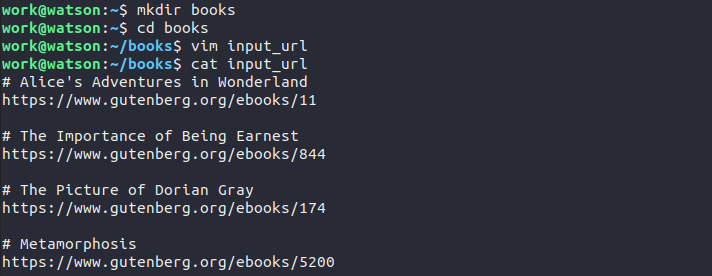 work@watson:~$ mkdir books
work@watson:~$ cd books
work@watson:~/books$ vim input_url
work@watson:~/books$ cat input_url
# Alice's Adventures in Wonderland
https://www.gutenberg.org/ebooks/11

# The Importance of Being Earnest
https://www.gutenberg.org/ebooks/844

# The Picture of Dorian Gray
https://www.gutenberg.org/ebooks/174

# Metamorphosis
https://www.gutenberg.org/ebooks/5200